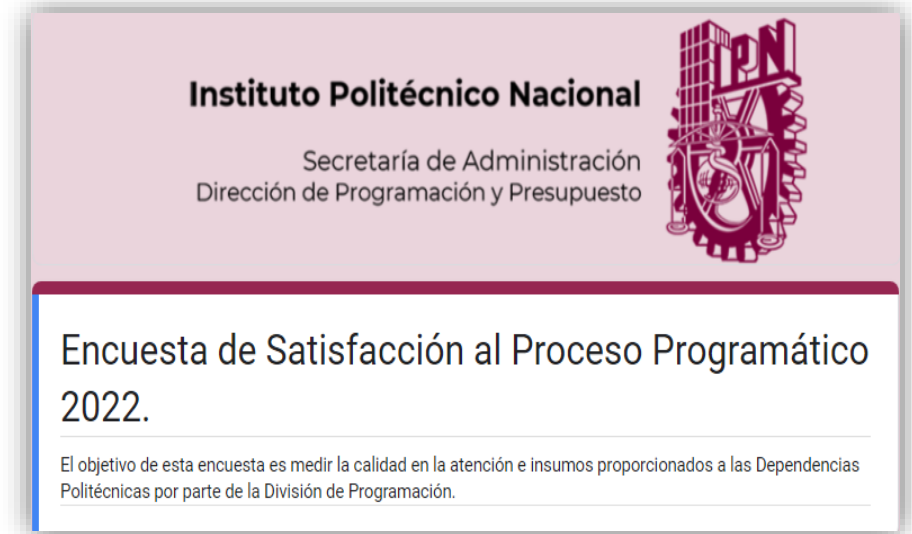 IPN
Instituto Politécnico Nacional
Secretaría de Administración
Dirección de Programación y Presupuesto
Encuesta de Satisfacción al Proceso Programático
2022.
El objetivo de esta encuesta es medir la calidad en la atención e insumos proporcionados a las Dependencias
Politécnicas por parte de la División de Programación.